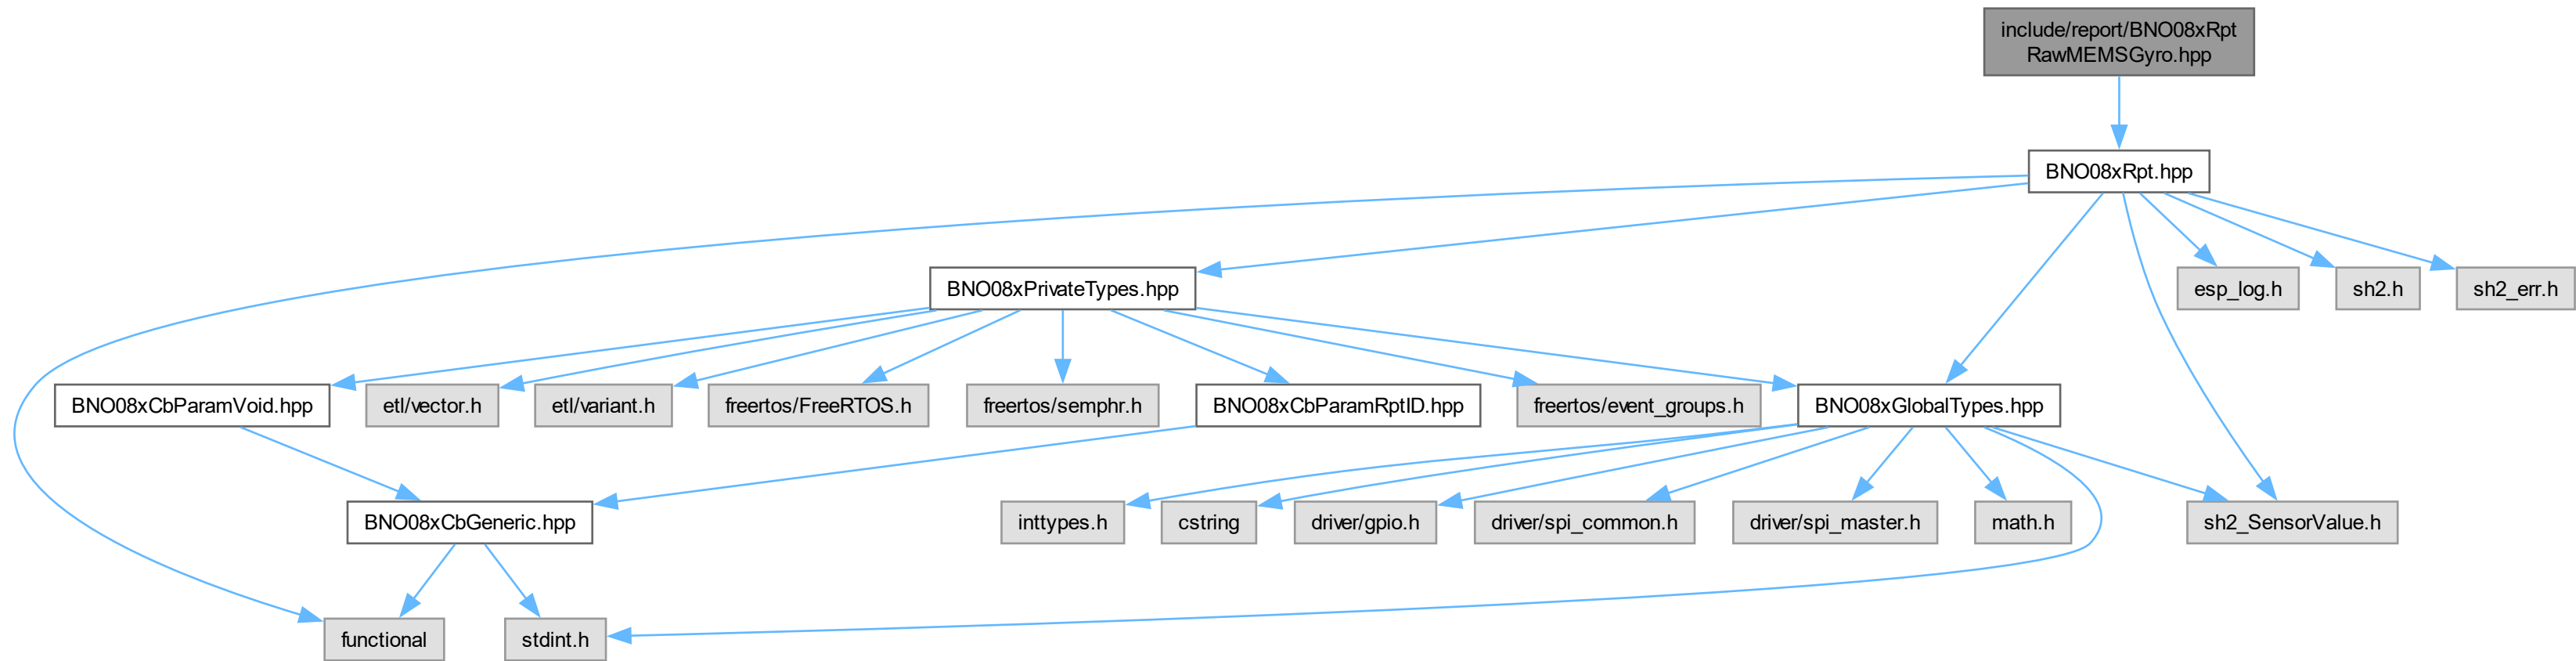 include/report/BNO08xRpt
RawMEMSGyro.hpp
BNO08xRpt.hpp
BNO08xPrivateTypes.hpp
esp_log.h
sh2.h
sh2_err.h
BNO08xCbParamVoid.hpp
etl/vector.h
etl/variant.h
freertos/FreeRTOS.h
freertos/semphr.h
BNO08xCbParamRptID.hpp
freertos/event_groups.h
BNO08xGlobalTypes.hpp
BNO08xCbGeneric.hpp
inttypes.h
cstring
driver/gpio.h
driver/spi_common.h
driver/spi_master.h
math.h
sh2_SensorValue.h
functional
stdint.h